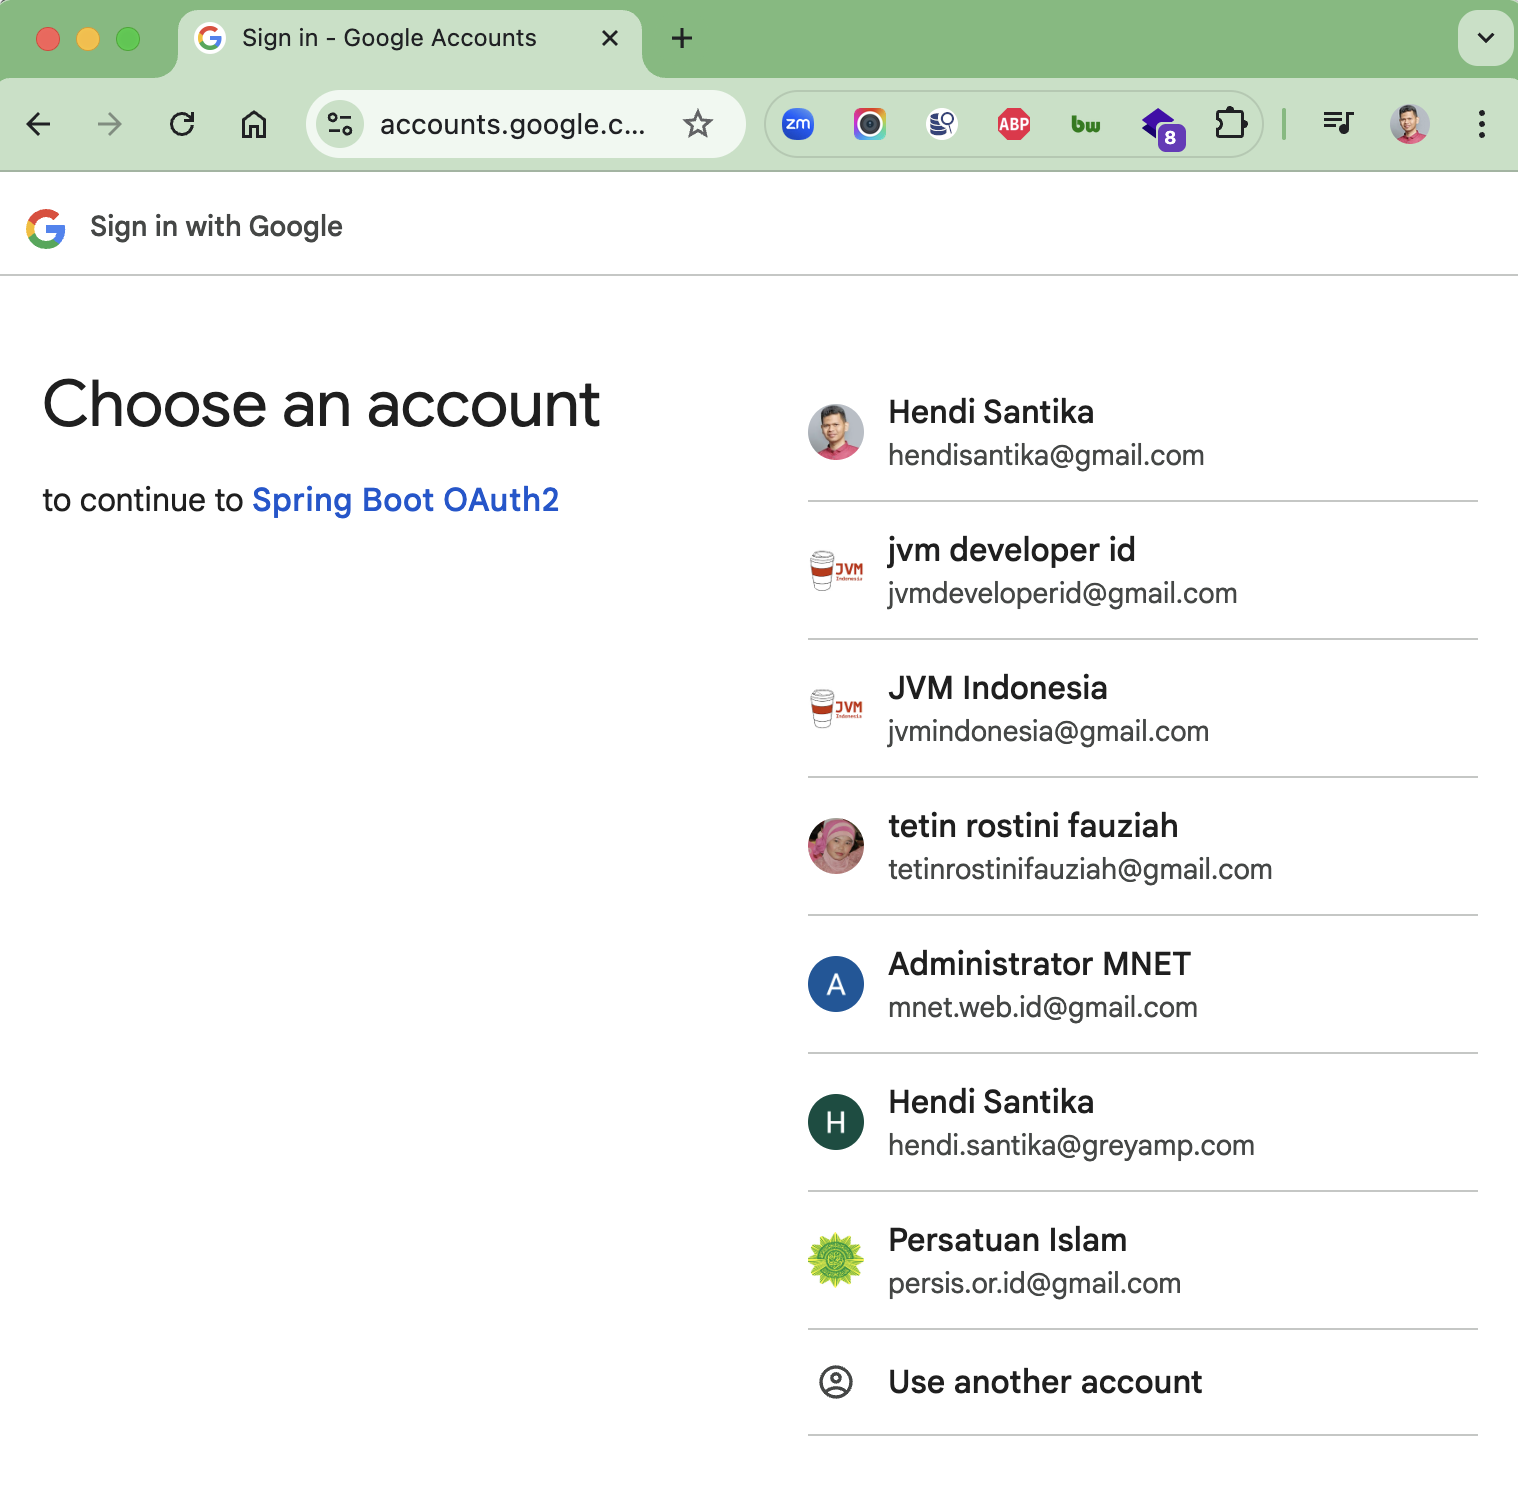 Sign in - Google Accounts
accounts.google.c...
zm
ABP
bw
8
Sign in with Google
Choose an account
to continue to Spring Boot OAuth2
Hendi Santika
hendisantika@gmail.com
JVM
Indonesia
jvm developer id
jvmdeveloperid@gmail.com
JVM
Indonesia
JVM Indonesia
jvmindonesia@gmail.com
tetin rostini fauziah
tetinrostinifauziah@gmail.com
A
Administrator MNET
mnet.web.id@gmail.com
H
Hendi Santika
hendi.santika@greyamp.com
Persatuan Islam
persis.or.id@gmail.com
Use another account